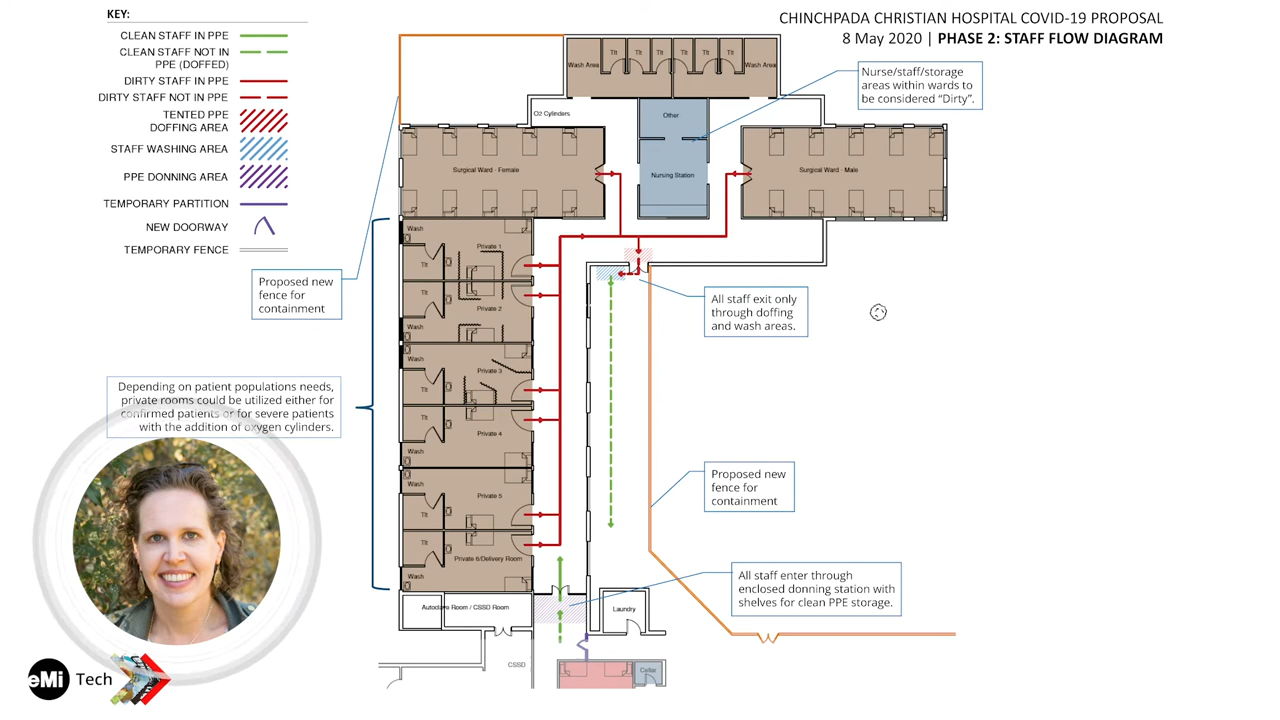 CHINCHPADA CHRISTIAN HOSPITAL COVID-19 PROPOSAL
8 May 2020 | PHASE 2: STAFF FLOW DIAGRAM
KEY:
CLEAN STAFF IN PPE
CLEAN STAFF NOT IN
PPE (DOFFED)
DIRTY STAFF IN PPE
DIRTY STAFF NOT IN PPE
TENTED PPE
DOFFING AREA
STAFF WASHING AREA
PPE DONNING AREA
TEMPORARY PARTITION
NEW DOORWAY
TEMPORARY FENCE
Wash Area
Tlt
Tlt
Tlt
Tlt
Tlt
Tlt
Wash Area
Nurse/staff/storage
areas within wards to
be considered “Dirty”.
O2 Cylinders
Other
Surgical Ward - Female
Nursing Station
Surgical Ward - Male
Wash
Private 1
Tlt
Tlt
Private 2
Wash
Wash
Private 3
Tlt
Tlt
Private 4
Wash
Wash
Private 5
Tlt
Tlt
Private 6/Delivery Room
Wash
Proposed new
fence for
containment
All staff exit only
through doffing
and wash areas.
Depending on patient populations needs,
private rooms could be utilized either for
confirmed patients or for severe patients
with the addition of oxygen cylinders.
Proposed new
fence for
containment
All staff enter through
enclosed donning station with
shelves for clean PPE storage.
Autoclave Room / CSSD Room
Laundry
CSSD
Cellar
eMi Tech